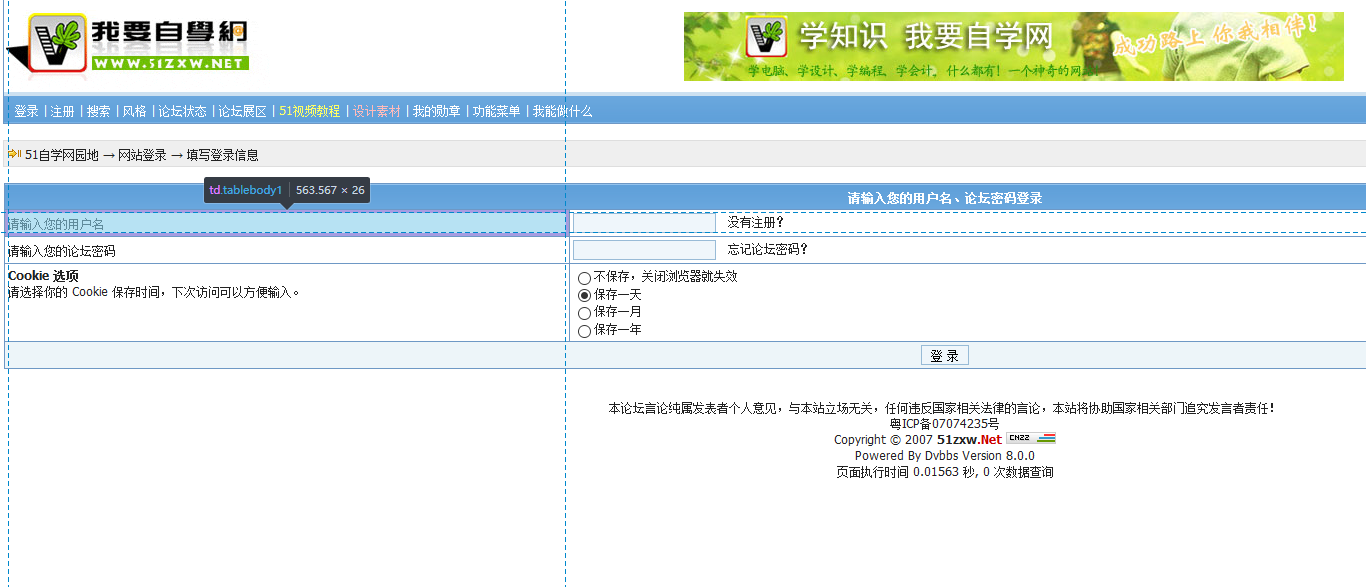 我要自學網
WWW.51ZXW.NET
学知识 我要自学网
成功路上 你我相伴!
学电脑、学设计、学编程、学会计，什么都有! 一个神奇的网
登录 | 注册 | 搜索 | 风格 | 论坛状态 | 论坛展区 | 51视频教程 | 设计素材 | 我的勋章 | 功能菜单 | 我能做什么
51自学网园地 → 网站登录 → 填写登录信息
td.tablebody1 | 563.567 × 26
请输入您的用户名、论坛密码登录
请输入您的用户名 没有注册？
请输入您的论坛密码 忘记论坛密码？
Cookie 选项
请选择你的 Cookie 保存时间，下次访问可以方便输入。
不保存，关闭浏览器就失效
保存一天
保存一月
保存一年
登 录
本论坛言论纯属发表者个人意见，与本站立场无关，任何违反国家相关法律的言论，本站将协助国家相关部门追究发言者责任！
粤ICP备07074235号
Copyright © 2007 51zxw.Net CNZZ
Powered By Dvbbs Version 8.0.0
页面执行时间 0.01563 秒, 0 次数据查询